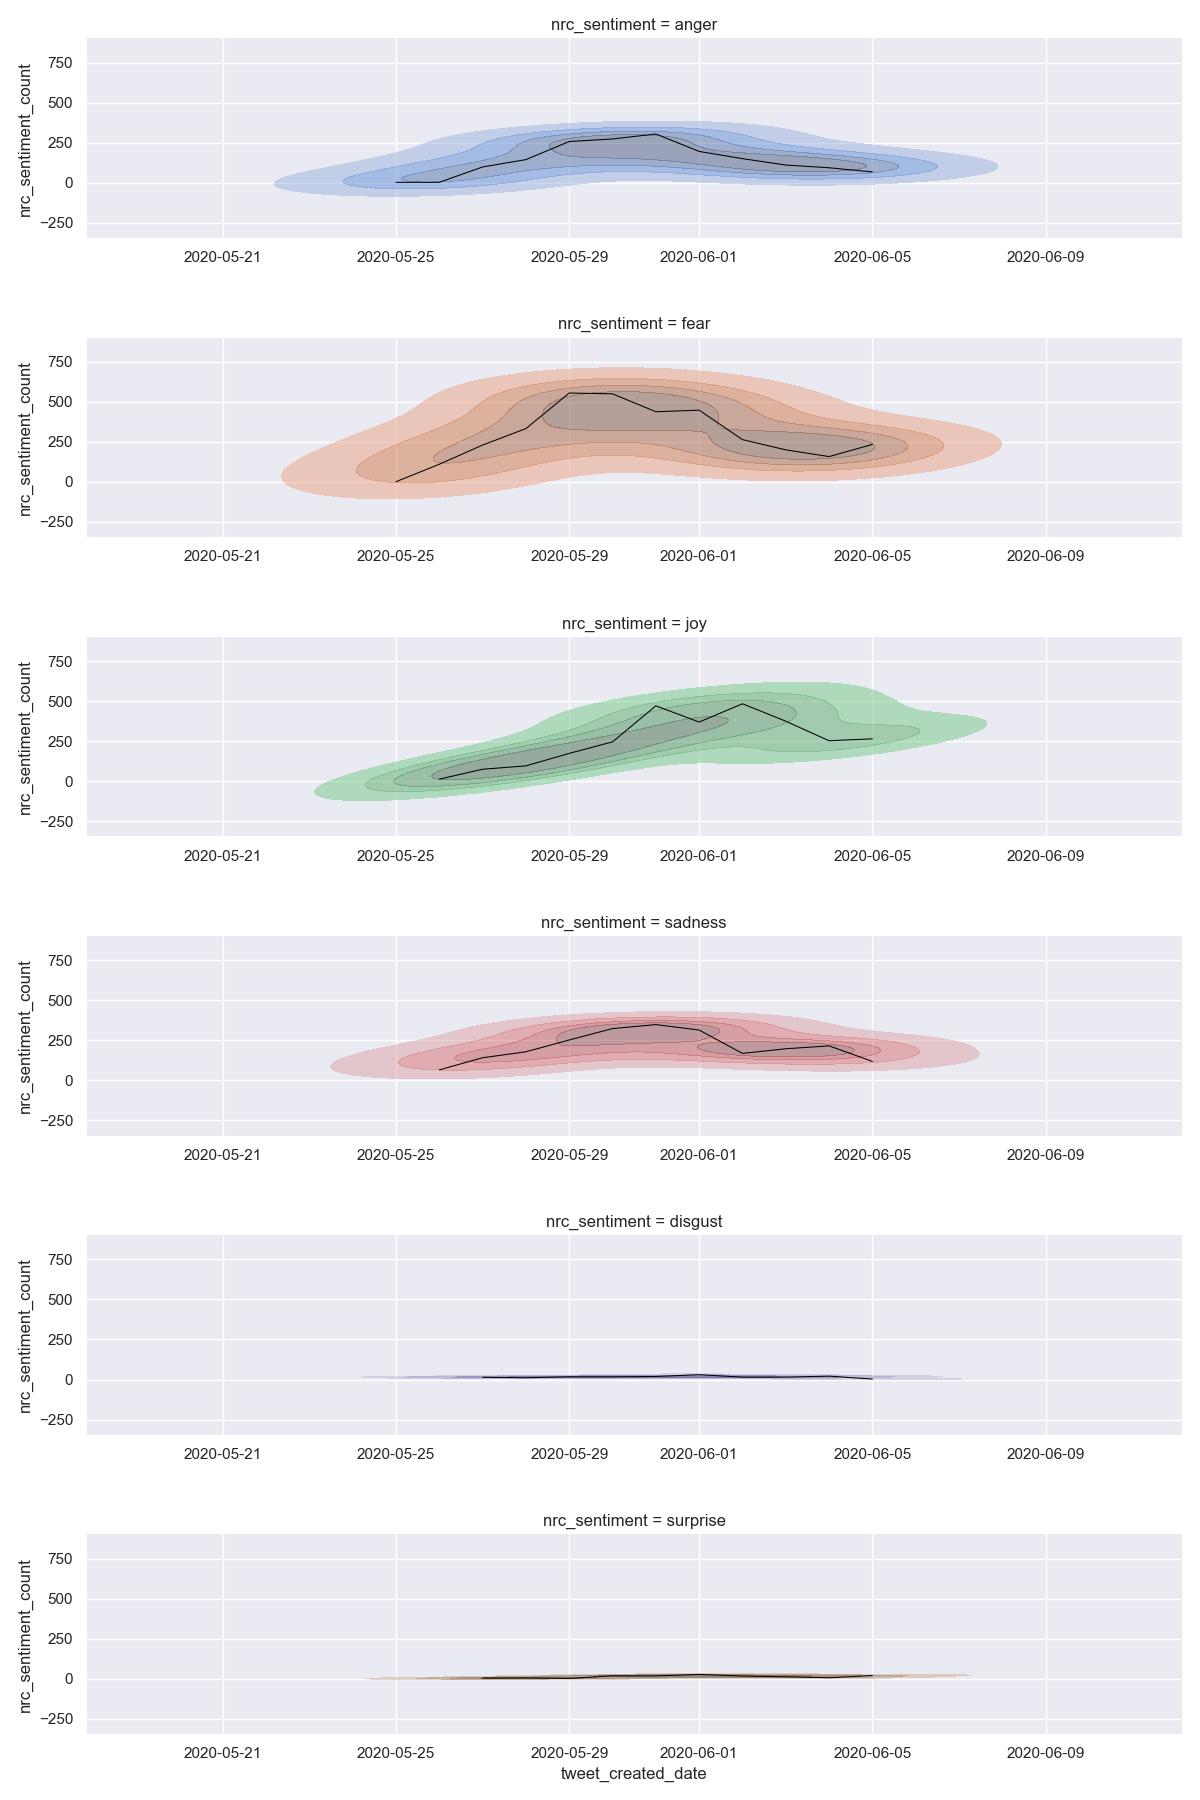 nrc_sentiment = anger
nrc_sentiment_count
750
500
250
0
−250
2020-05-21 2020-05-25 2020-05-29 2020-06-01 2020-06-05 2020-06-09
nrc_sentiment = fear
nrc_sentiment_count
750
500
250
0
−250
2020-05-21 2020-05-25 2020-05-29 2020-06-01 2020-06-05 2020-06-09
nrc_sentiment = joy
nrc_sentiment_count
750
500
250
0
−250
2020-05-21 2020-05-25 2020-05-29 2020-06-01 2020-06-05 2020-06-09
nrc_sentiment = sadness
nrc_sentiment_count
750
500
250
0
−250
2020-05-21 2020-05-25 2020-05-29 2020-06-01 2020-06-05 2020-06-09
nrc_sentiment = disgust
nrc_sentiment_count
750
500
250
0
−250
2020-05-21 2020-05-25 2020-05-29 2020-06-01 2020-06-05 2020-06-09
nrc_sentiment = surprise
nrc_sentiment_count
750
500
250
0
−250
2020-05-21 2020-05-25 2020-05-29 2020-06-01 2020-06-05 2020-06-09
tweet_created_date